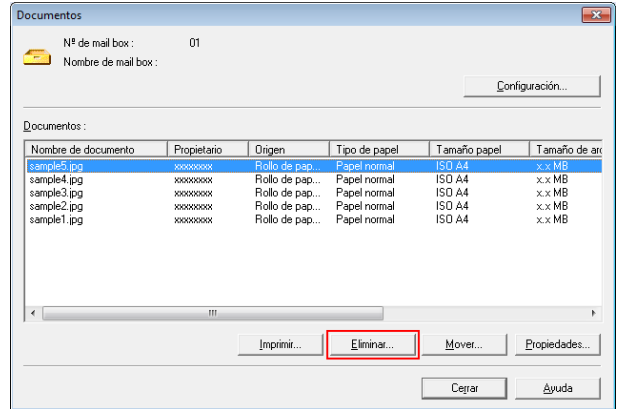 Documentos
Nº de mail box : 01
Nombre de mail box :
Configuración...
Documentos :
Nombre de documento Propietario Origen Tipo de papel Tamaño papel Tamaño de arc
sample5.jpg xxxxxxxx Rollo de pap... Papel normal ISO A4 x.x MB
sample4.jpg xxxxxxxx Rollo de pap... Papel normal ISO A4 x.x MB
sample3.jpg xxxxxxxx Rollo de pap... Papel normal ISO A4 x.x MB
sample2.jpg xxxxxxxx Rollo de pap... Papel normal ISO A4 x.x MB
sample1.jpg xxxxxxxx Rollo de pap... Papel normal ISO A4 x.x MB
Imprimir... Eliminar... Mover... Propiedades...
Cerrar Ayuda